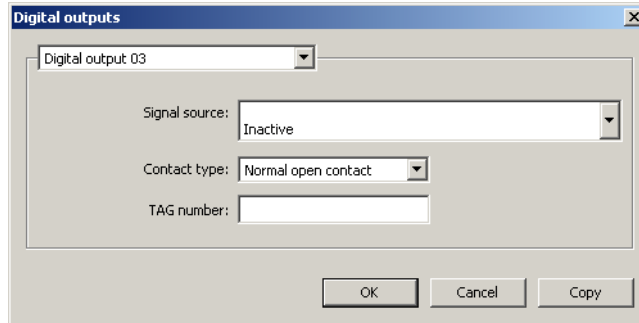 Digital outputs
Digital output 03
Signal source:
Inactive
Contact type: Normal open contact
TAG number:
OK Cancel Copy